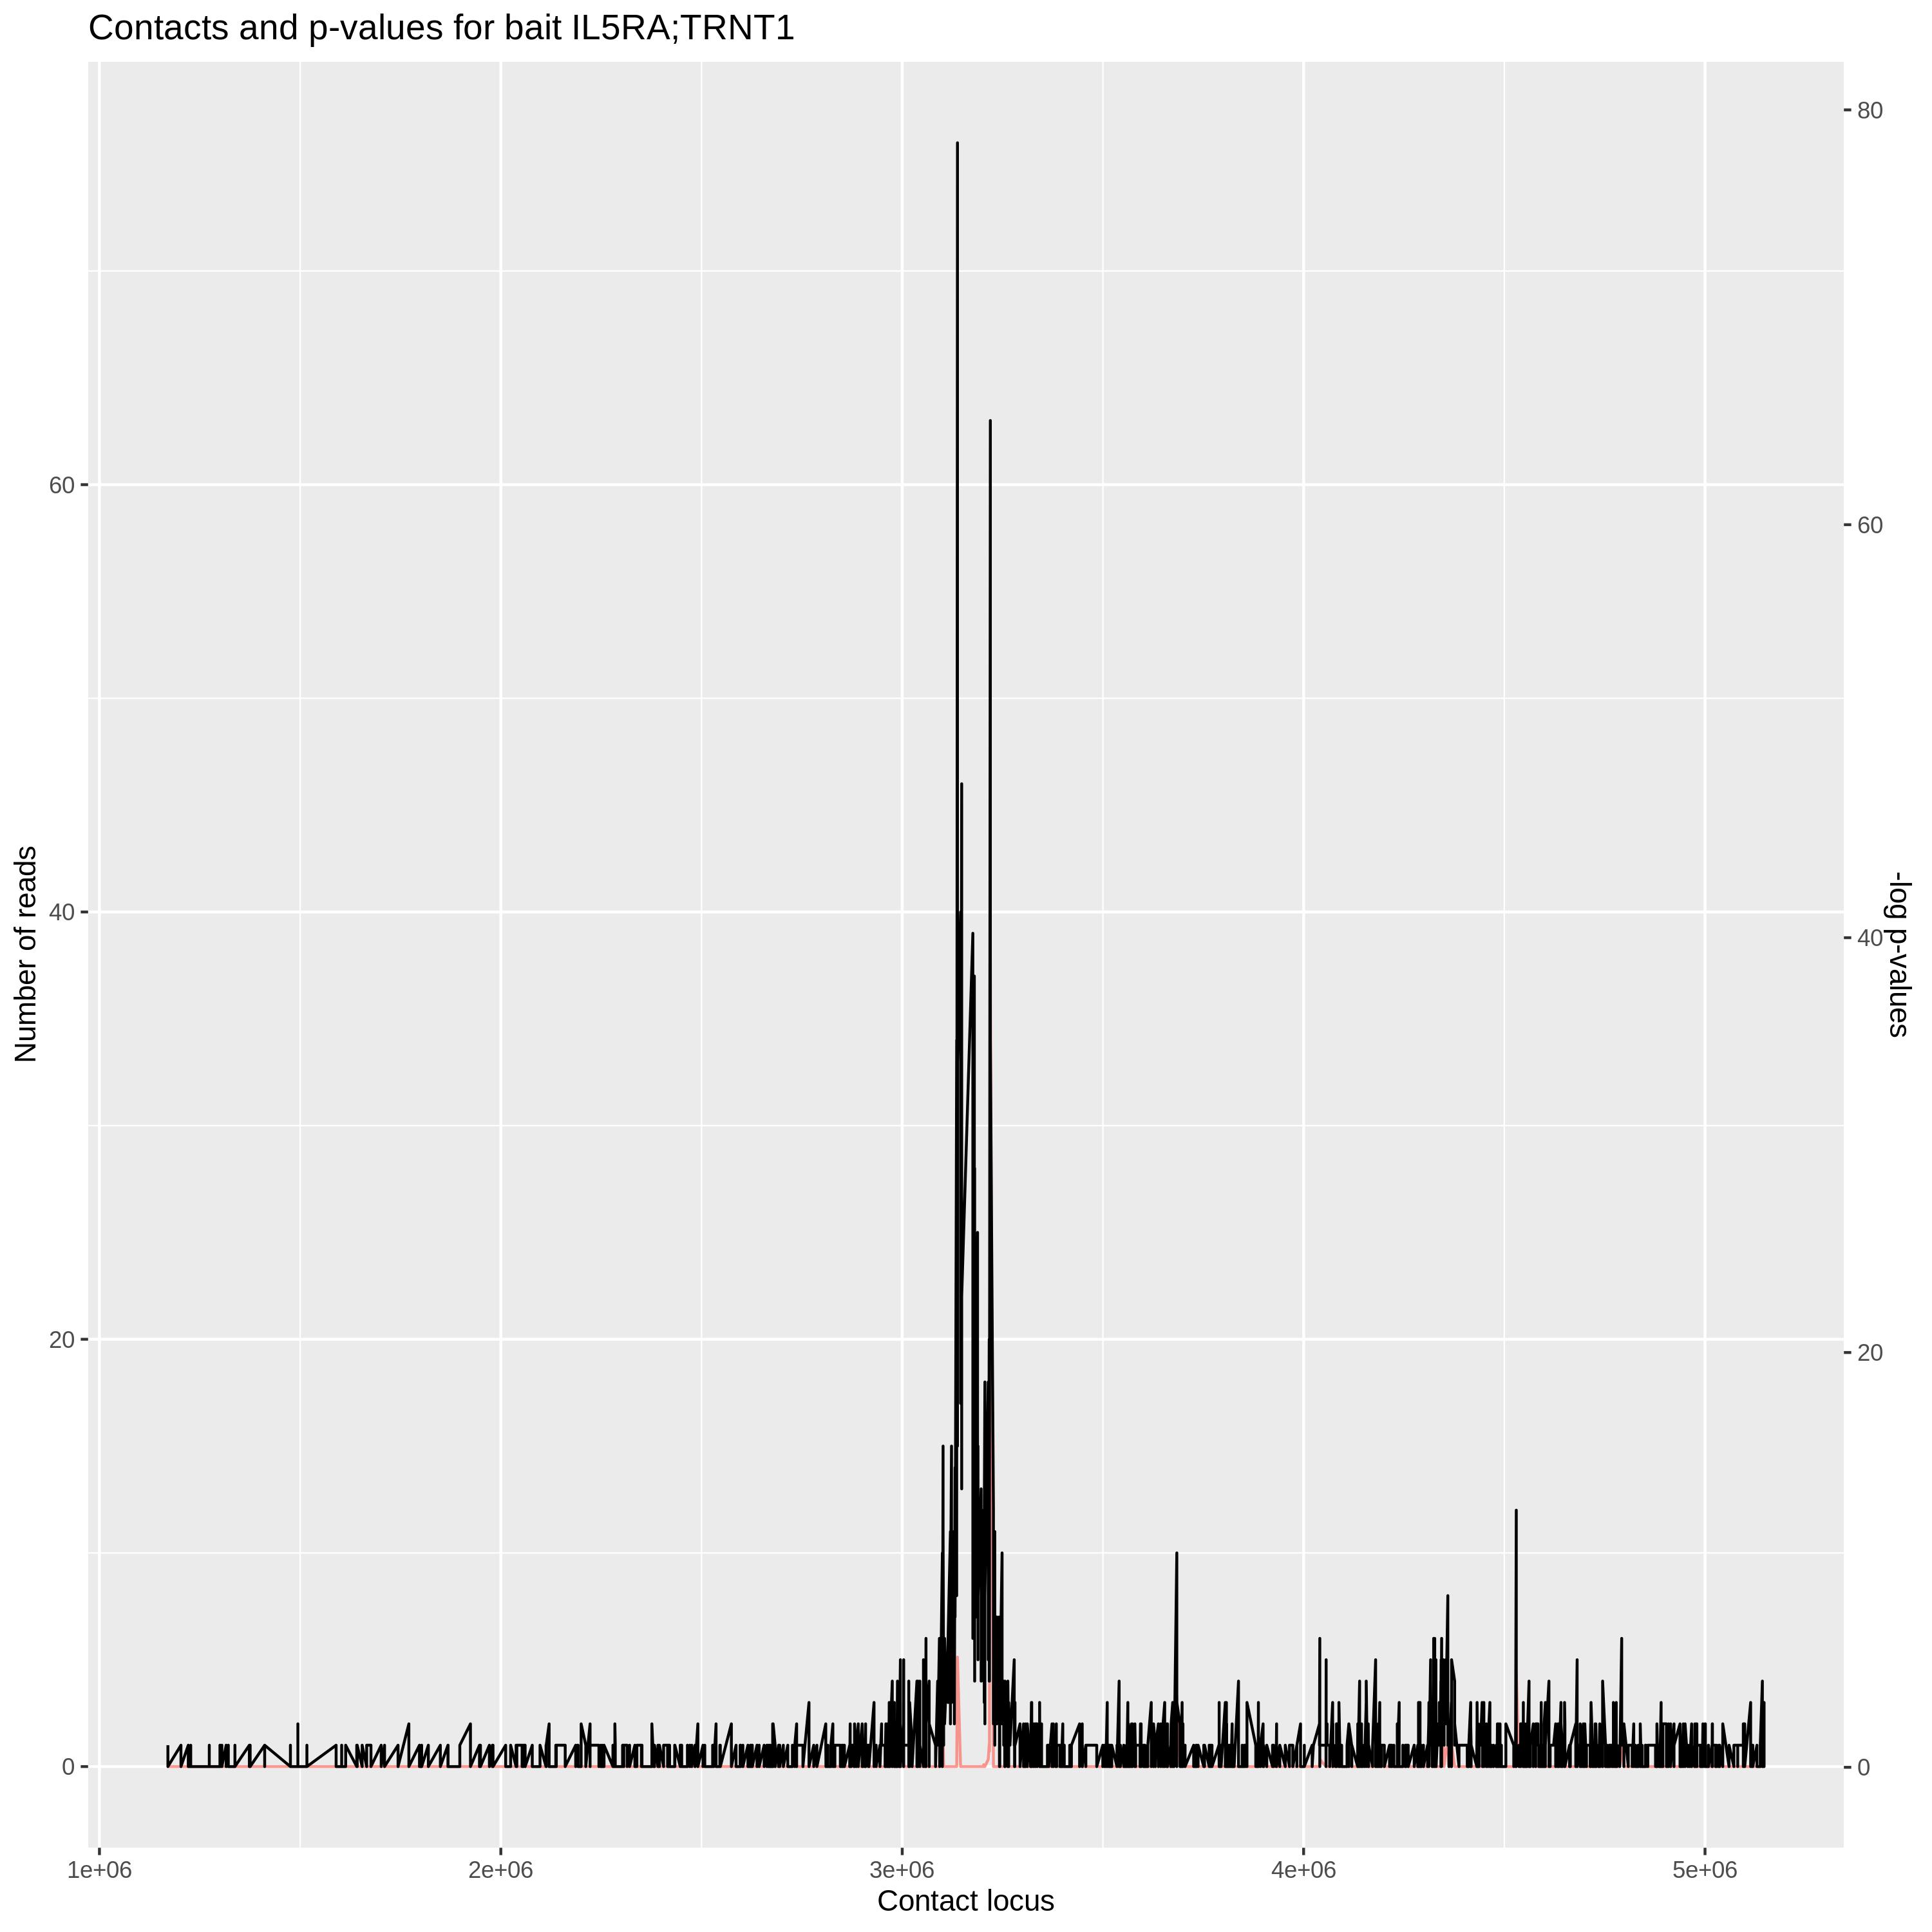 Contacts and p-values for bait IL5RA;TRNT1
80
60
60
40
40
20
20
0
0
Number of reads
-log p-values
1e+06 2e+06 3e+06 4e+06 5e+06
Contact locus